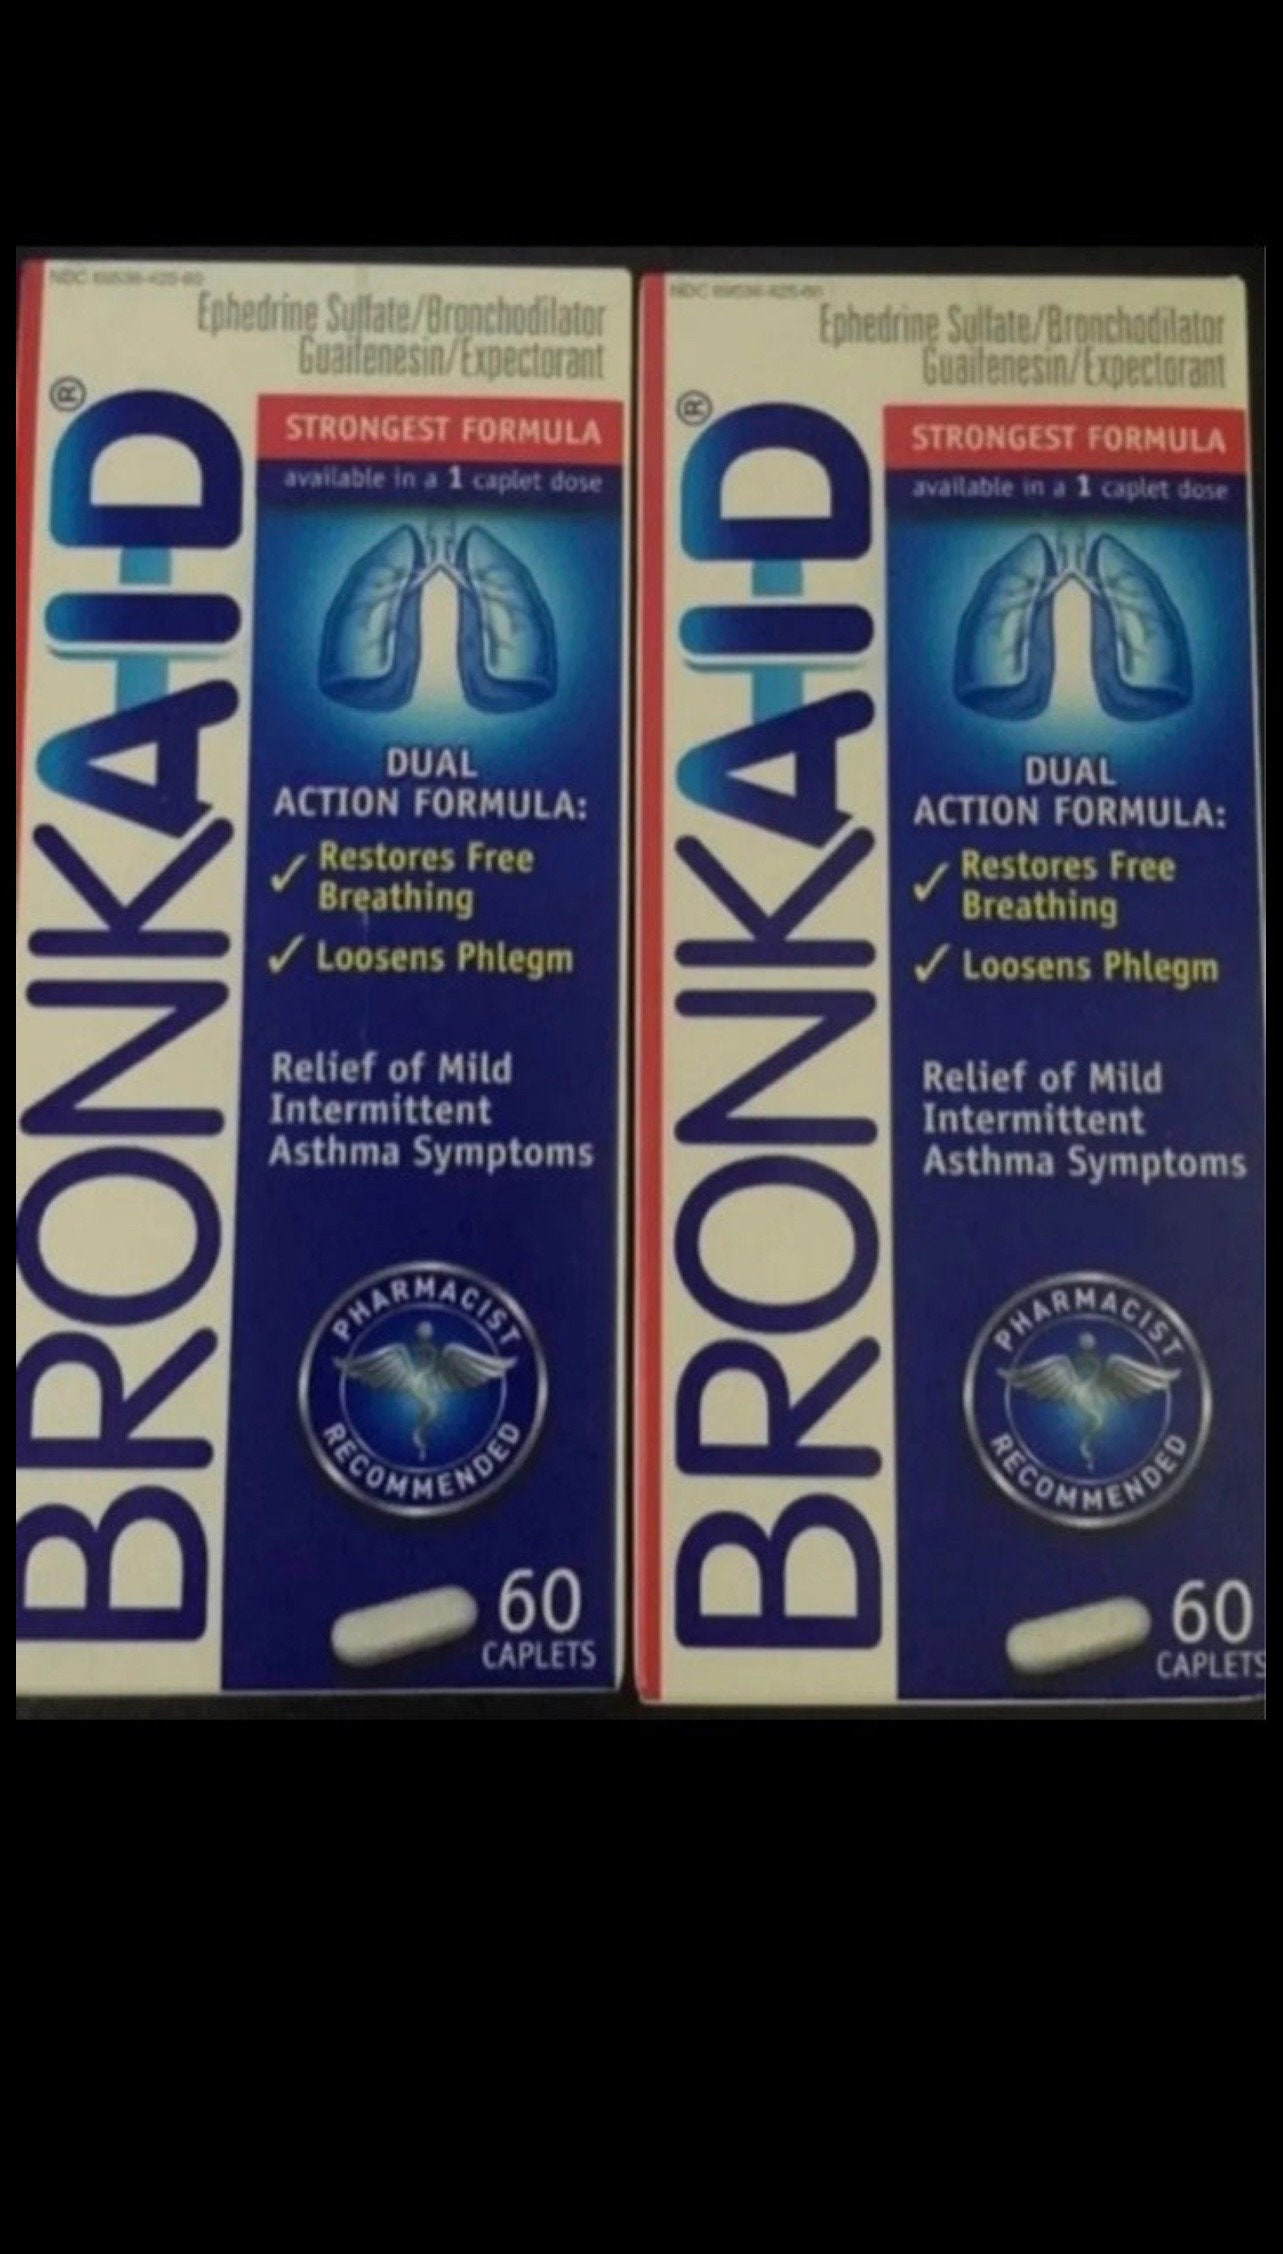 Ephedrine Sulfate/Bronchodilator
Guaifenesin/Expectorant
BRONKAID®
STRONGEST FORMULA
available in a 1 caplet dose
DUAL
ACTION FORMULA:
✓ Restores Free
Breathing
✓ Loosens Phlegm
Relief of Mild
Intermittent
Asthma Symptoms
PHARMACIST
RECOMMENDED
60
CAPLETS
NDC
Ephedrine Sulfate/Bronchodilator
Guaifenesin/Expectorant
BRONKAID®
STRONGEST FORMULA
available in a 1 caplet dose
DUAL
ACTION FORMULA:
✓ Restores Free
Breathing
✓ Loosens Phlegm
Relief of Mild
Intermittent
Asthma Symptoms
PHARMACIST
RECOMMENDED
60
CAPLETS